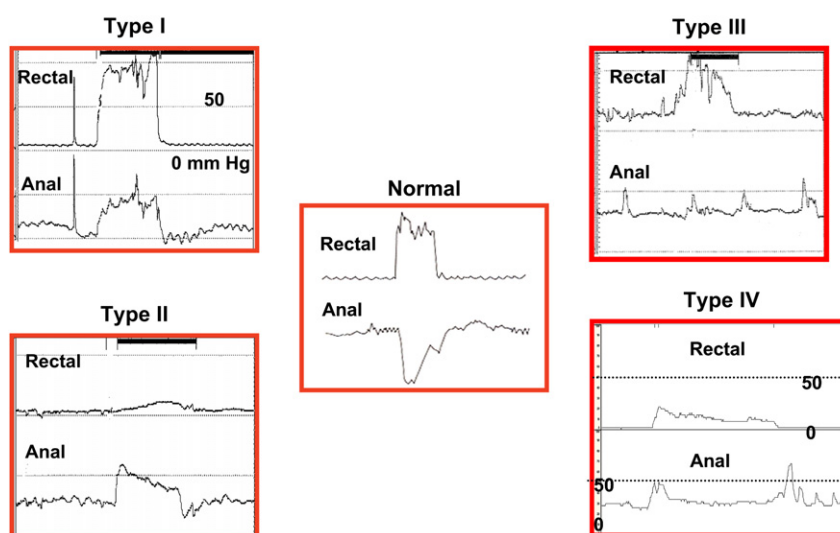 Type I
Rectal
50
0 mm Hg
Anal
Type III
Rectal
Anal
Normal
Rectal
Anal
Type II
Rectal
Anal
Type IV
Rectal
50
0
Anal
50
0